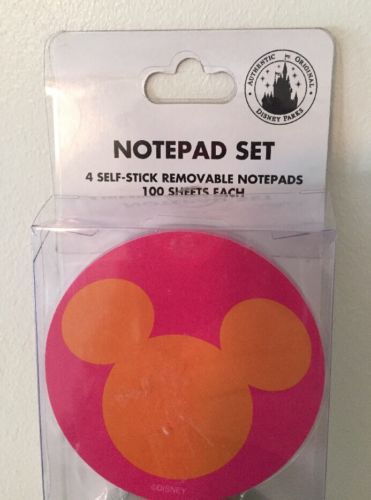 AUTHENTIC ORIGINAL
DISNEY PARKS
NOTEPAD SET
4 SELF-STICK REMOVABLE NOTEPADS
100 SHEETS EACH
©DISNEY